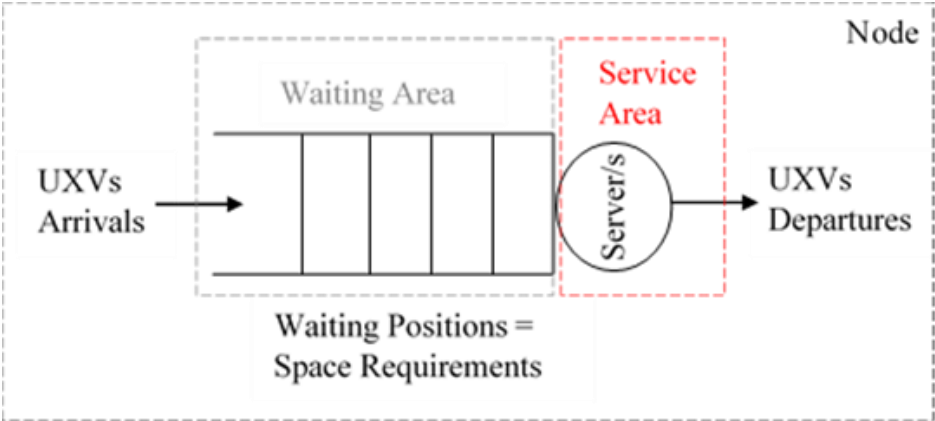 Node
Waiting Area
Service
Area
UXVs
Arrivals
Server/s
UXVs
Departures
Waiting Positions =
Space Requirements